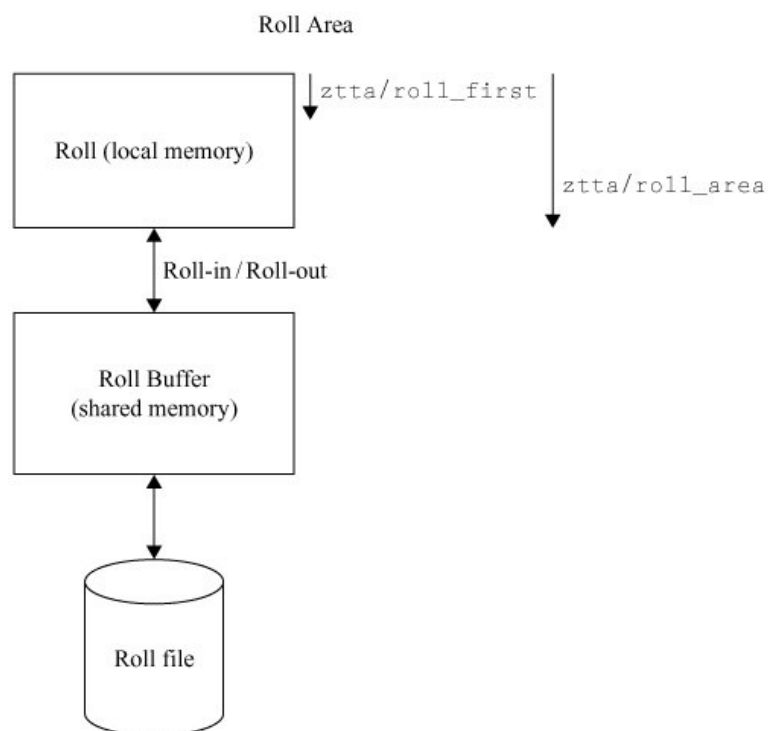 Roll Area
ztta/roll_first
Roll (local memory)
ztta/roll_area
Roll-in/Roll-out
Roll Buffer
(shared memory)
Roll file